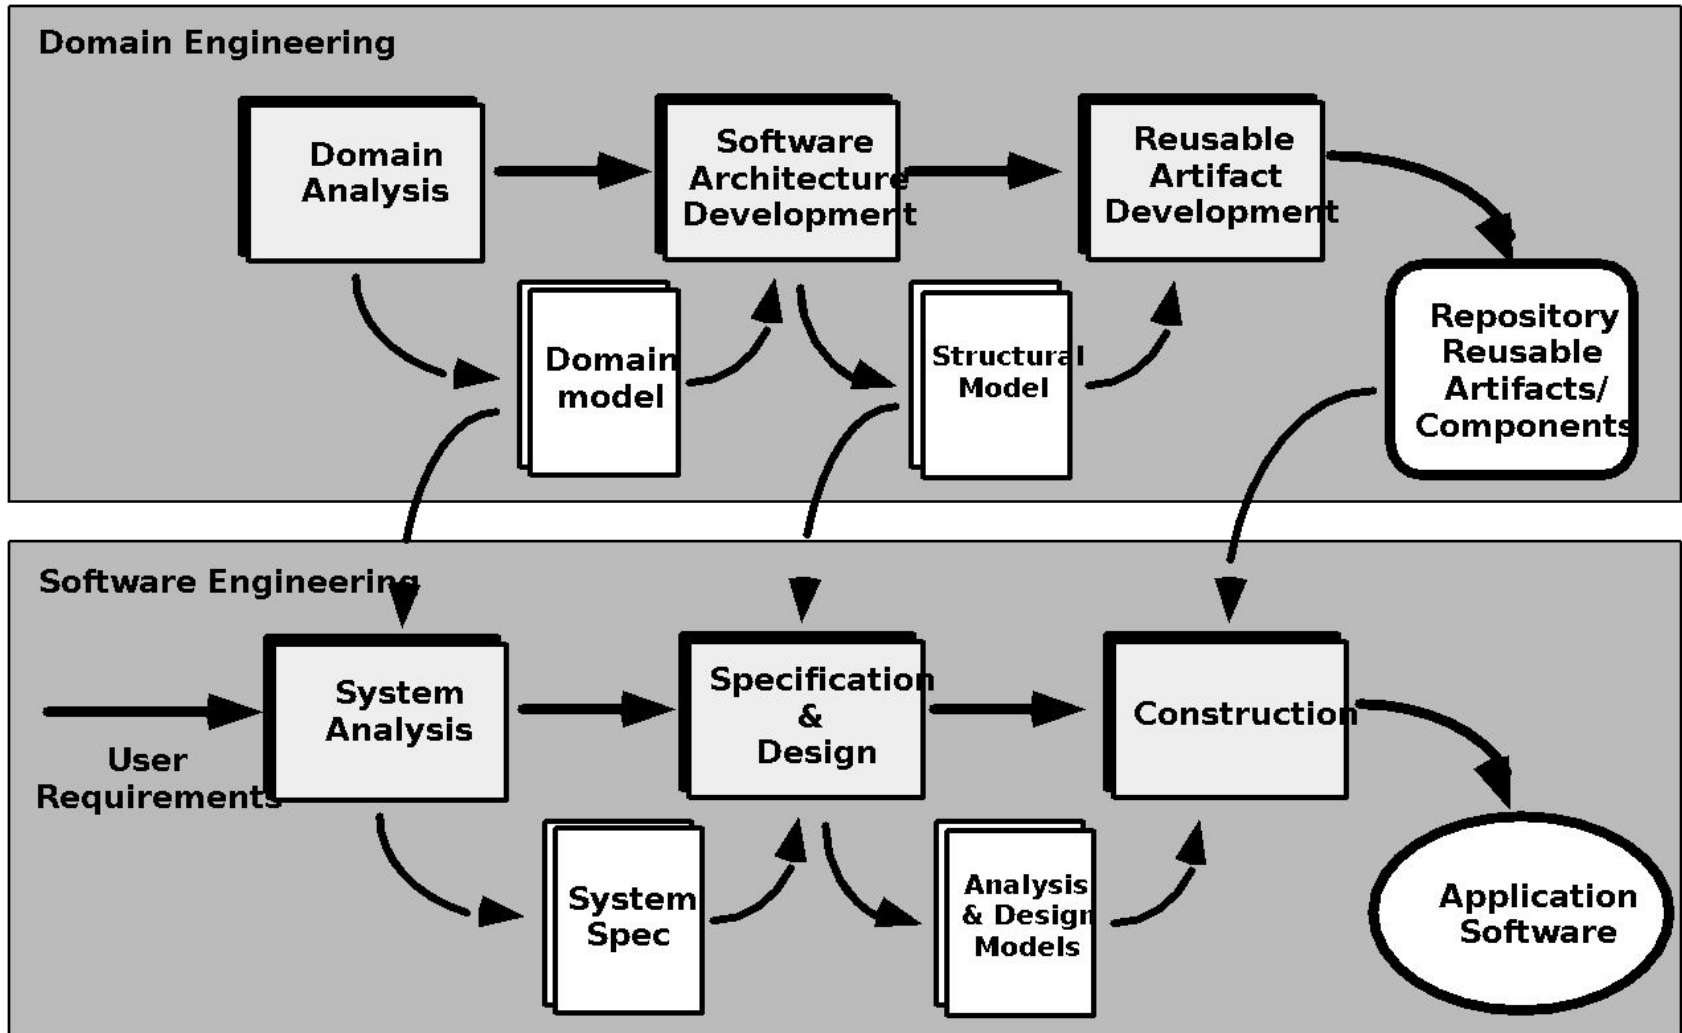 Domain Engineering
Domain
Analysis
Software
Architecture
Development
Reusable
Artifact
Development
Domain
model
Structural
Model
Repository
Reusable
Artifacts/
Components
Software Engineering
User
Requirements
System
Analysis
Specification
&
Design
Construction
System
Spec
Analysis
& Design
Models
Application
Software